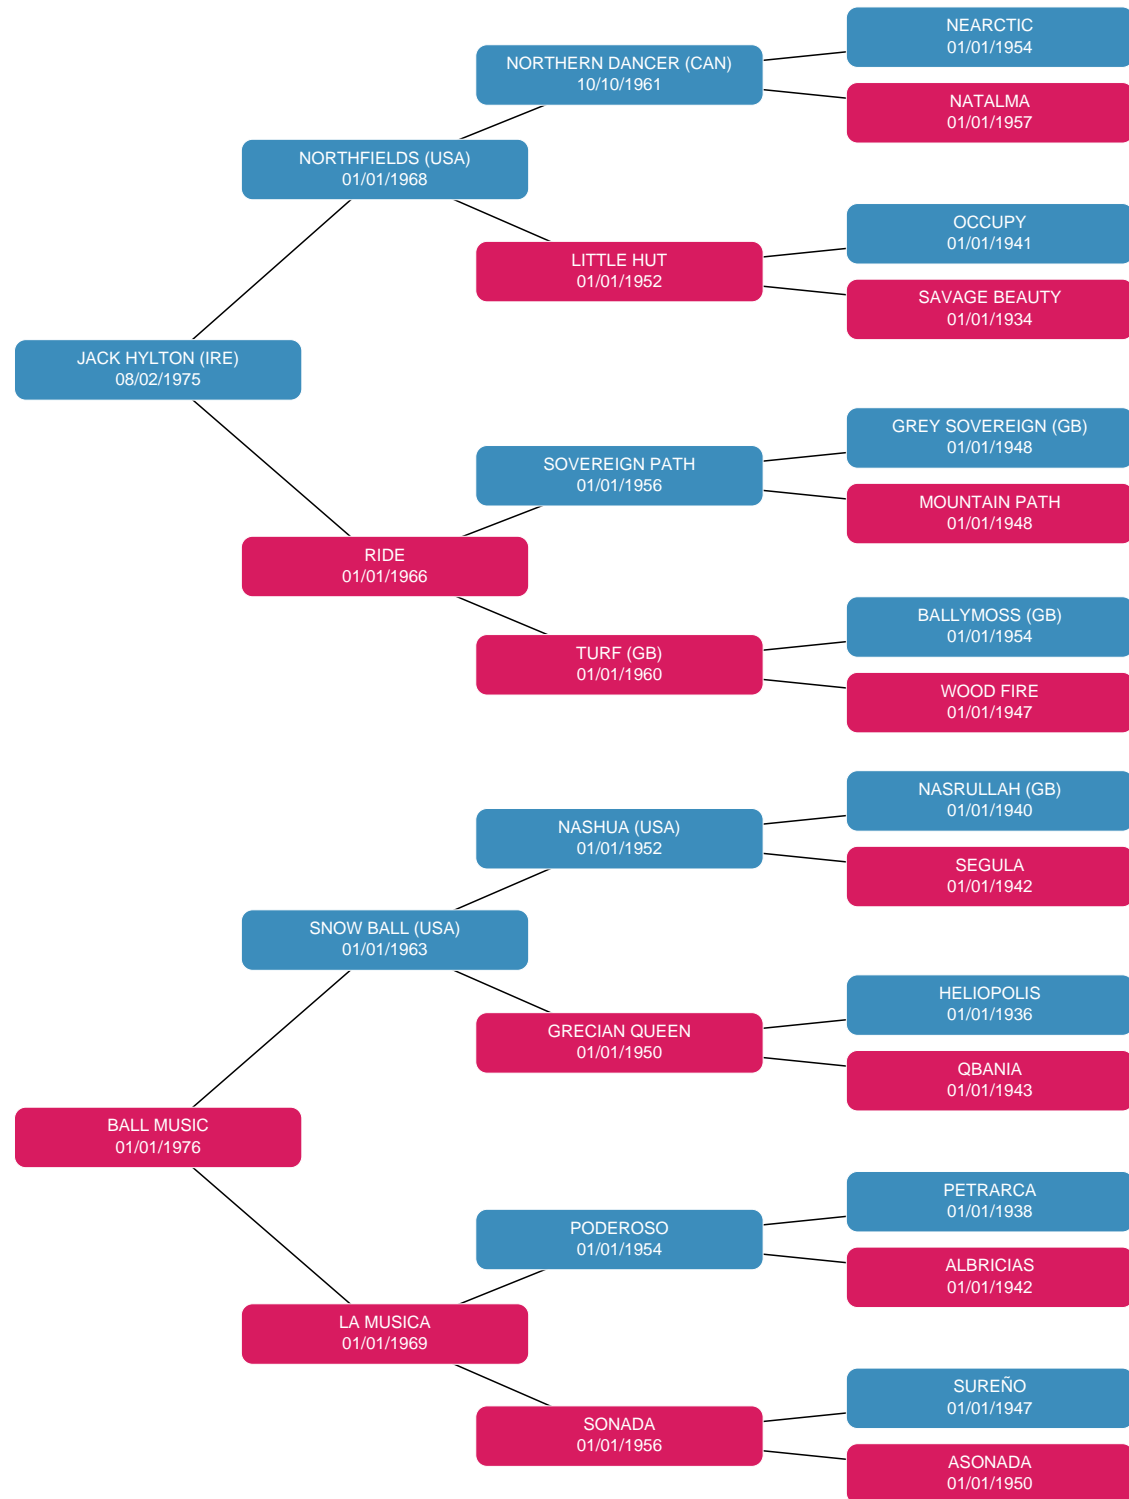 NEARCTIC
01/01/1954
NORTHERN DANCER (CAN)
10/10/1961
NATALMA
01/01/1957
NORTHFIELDS (USA)
01/01/1968
OCCUPY
01/01/1941
LITTLE HUT
01/01/1952
SAVAGE BEAUTY
01/01/1934
JACK HYLTON (IRE)
08/02/1975
GREY SOVEREIGN (GB)
01/01/1948
SOVEREIGN PATH
01/01/1956
MOUNTAIN PATH
01/01/1948
RIDE
01/01/1966
BALLYMOSS (GB)
01/01/1954
TURF (GB)
01/01/1960
WOOD FIRE
01/01/1947
NASRULLAH (GB)
01/01/1940
NASHUA (USA)
01/01/1952
SEGULA
01/01/1942
SNOW BALL (USA)
01/01/1963
HELIOPOLIS
01/01/1936
GRECIAN QUEEN
01/01/1950
QBANIA
01/01/1943
BALL MUSIC
01/01/1976
PETRARCA
01/01/1938
PODEROSO
01/01/1954
ALBRICIAS
01/01/1942
LA MUSICA
01/01/1969
SUREÑO
01/01/1947
SONADA
01/01/1956
ASONADA
01/01/1950